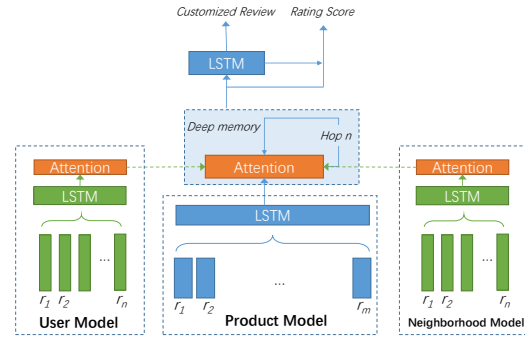 Customized Review
Rating Score
LSTM
Deep memory
Hop n
Attention
Attention
Attention
LSTM
LSTM
LSTM
...
...
...
r1 r2 rn
r1 r2 rm
r1 r2 rn
User Model
Product Model
Neighborhood Model